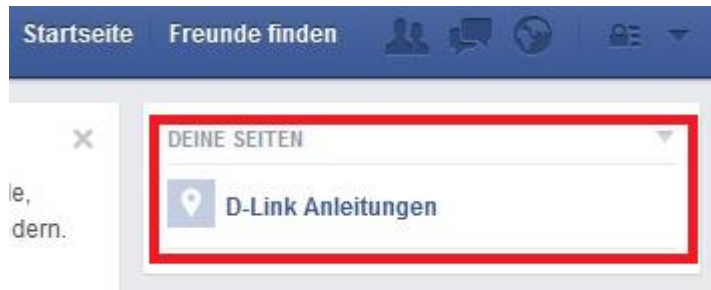 Startseite Freunde finden
DEINE SEITEN
le,
D-Link Anleitungen
dern.